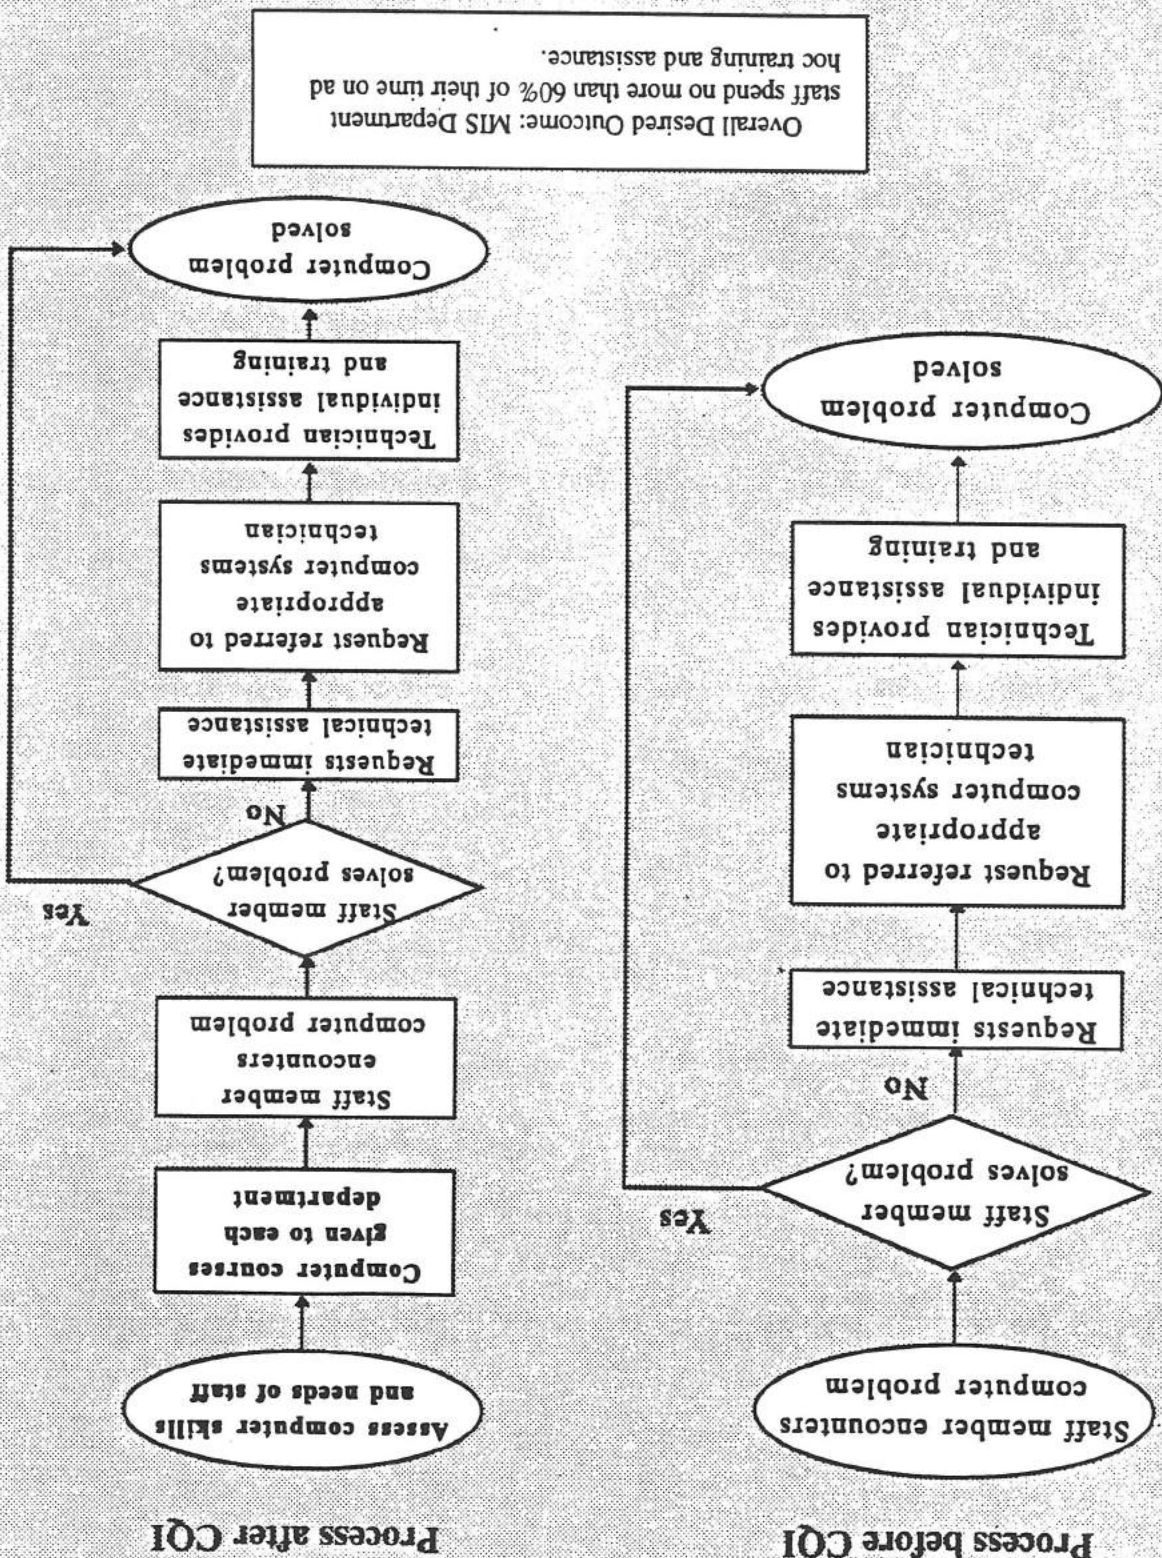 Process before CQI
Staff member encounters
computer problem
Staff member
solves problem?
Yes
No
Requests immediate
technical assistance
Request referred to
appropriate
computer systems
technician
Technician provides
individual assistance
and training
Computer problem
solved
Process after CQI
Assess computer skills
and needs of staff
Computer courses
given to each
department
Staff member
encounters
computer problem
Staff member
solves problem?
Yes
No
Requests immediate
technical assistance
Request referred to
appropriate
computer systems
technician
Technician provides
individual assistance
and training
Computer problem
solved
Overall Desired Outcome: MIS Department
staff spend no more than 60% of their time on ad
hoc training and assistance.